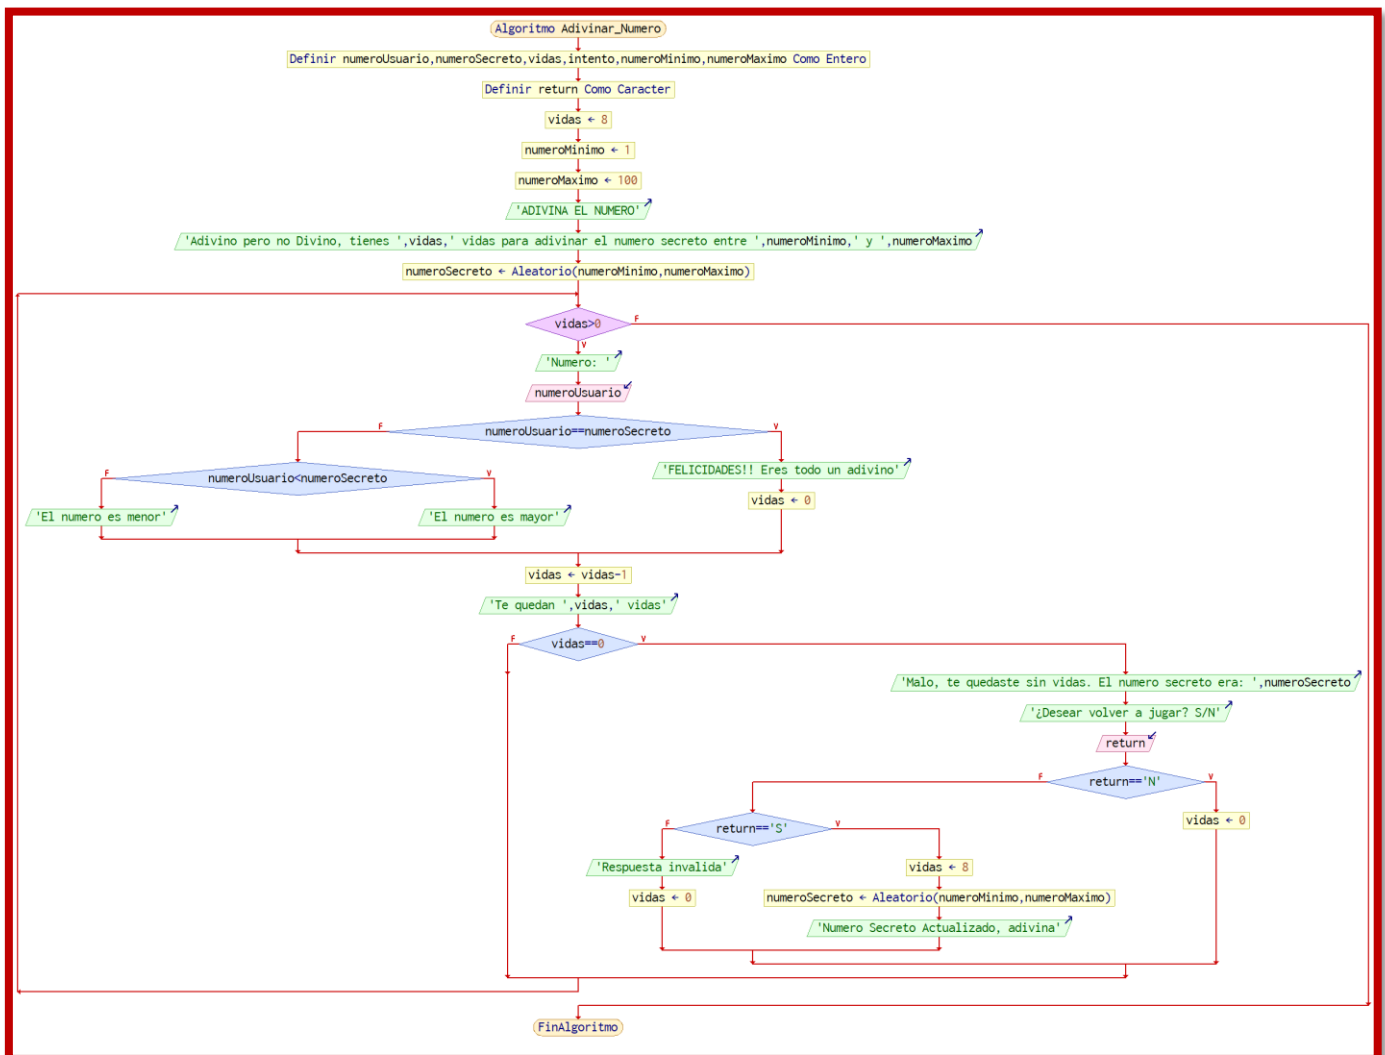 Algoritmo Adivinar_Numero
Definir numeroUsuario,numeroSecreto,vidas,intento,numeroMinimo,numeroMaximo Como Entero
Definir return Como Caracter
vidas ← 8
numeroMinimo ← 1
numeroMaximo ← 100
'ADIVINA EL NUMERO'
'Adivino pero no Divino, tienes ',vidas,' vidas para adivinar el numero secreto entre ',numeroMinimo,' y ',numeroMaximo
numeroSecreto ← Aleatorio(numeroMinimo,numeroMaximo)
vidas>0
F
V
'Numero: '
numeroUsuario
numeroUsuario==numeroSecreto
F
V
numeroUsuario<numeroSecreto
F
V
'FELICIDADES!! Eres todo un adivino'
vidas ← 0
'El numero es menor'
'El numero es mayor'
vidas ← vidas-1
'Te quedan ',vidas,' vidas'
vidas==0
F
V
'Malo, te quedaste sin vidas. El numero secreto era: ',numeroSecreto
'¿Desear volver a jugar? S/N'
return
return=='N'
F
V
vidas ← 0
return=='S'
F
V
'Respuesta invalida'
vidas ← 0
vidas ← 8
numeroSecreto ← Aleatorio(numeroMinimo,numeroMaximo)
'Numero Secreto Actualizado, adivina'
FinAlgoritmo